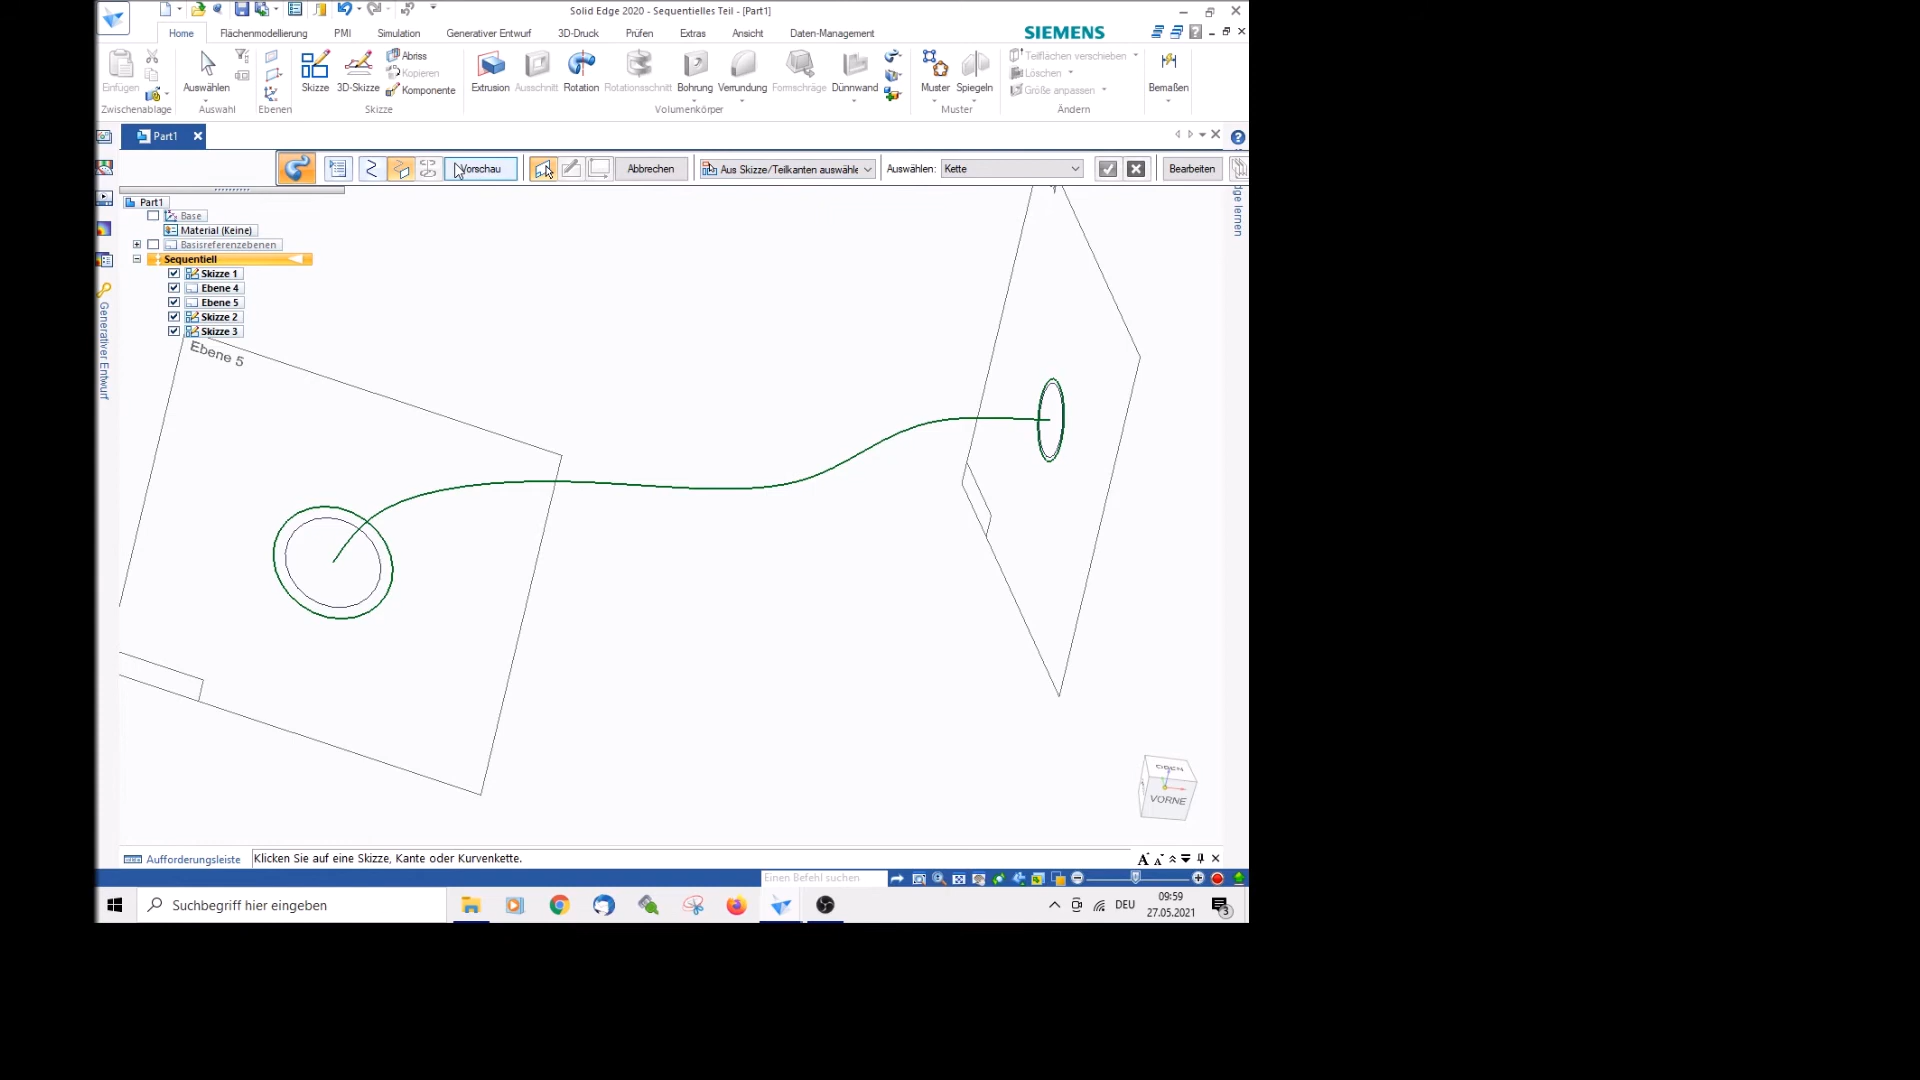 Solid Edge 2020 - Sequentielles Teil - [Part1]
Home Flächenmodellierung PMI Simulation Generativer Entwurf 3D-Druck Prüfen Extras Ansicht Daten-Management SIEMENS
Abriss
Kopieren
Komponente
Teilflächen verschieben
Löschen
Größe anpassen
Einfügen Auswählen Skizze 3D-Skizze Extrusion Ausschnitt Rotation Rotationsschnitt Bohrung Verrundung Formschräge Dünnwand Muster Spiegeln Bemaßen
Zwischenablage Auswahl Ebenen Skizze Volumenkörper Muster Ändern
Part1
Vorschau Abbrechen Aus Skizze/Teilkanten auswähle Auswählen: Kette Bearbeiten
Part1
Base
Material (Keine)
Basisreferenzebenen
Sequentiell
Skizze 1
Ebene 4
Ebene 5
Skizze 2
Skizze 3
Ebene 5
Generativer Entwurf
dge lernen
VORNE
Aufforderungsleiste Klicken Sie auf eine Skizze, Kante oder Kurvenkette.
Einen Befehl suchen
Suchbegriff hier eingeben
DEU
09:59
27.05.2021
3